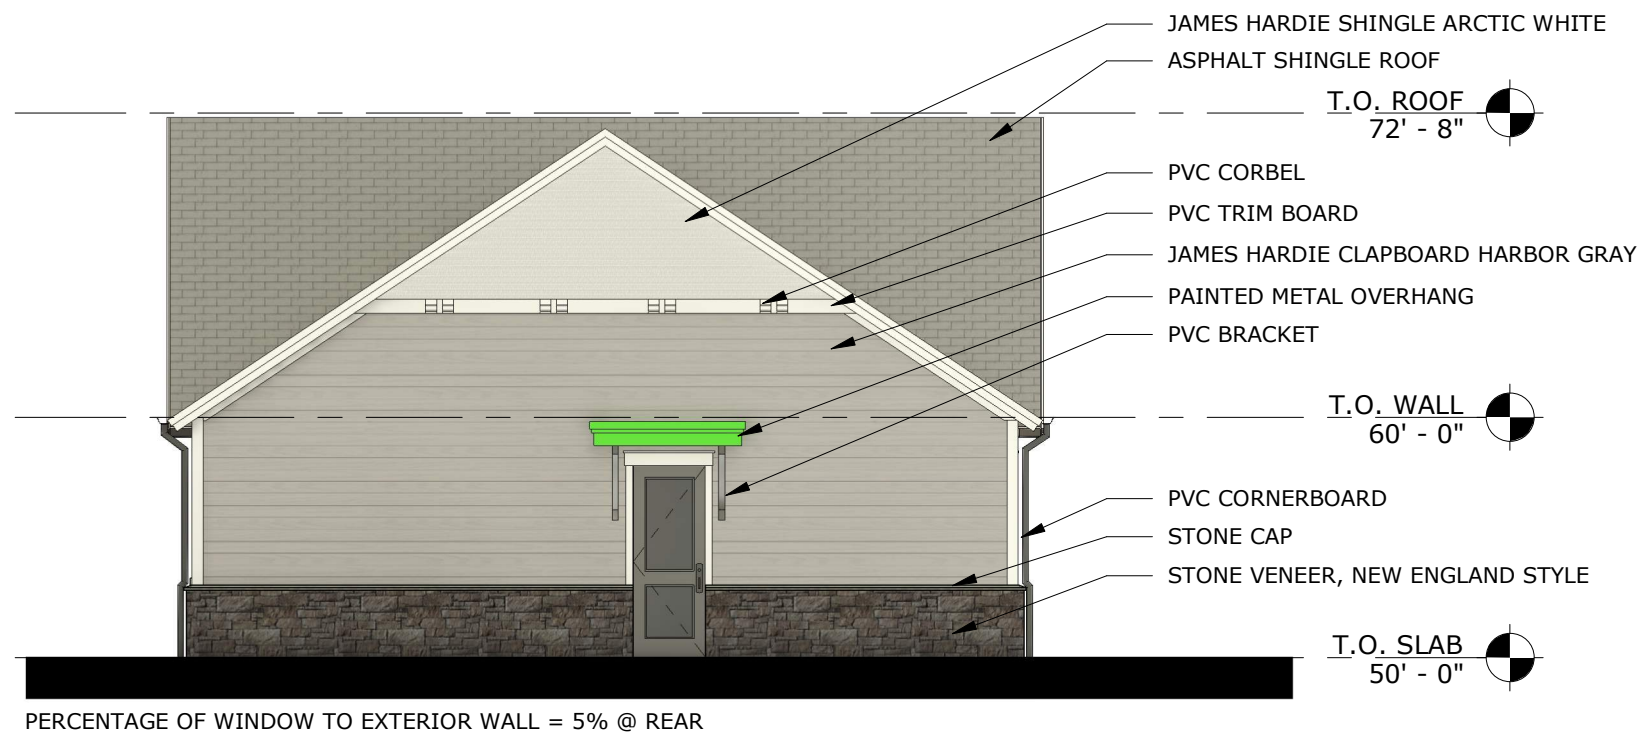 JAMES HARDIE SHINGLE ARCTIC WHITE
ASPHALT SHINGLE ROOF
T.O. ROOF
72' - 8"
PVC CORBEL
PVC TRIM BOARD
JAMES HARDIE CLAPBOARD HARBOR GRAY
PAINTED METAL OVERHANG
PVC BRACKET
T.O. WALL
60' - 0"
PVC CORNERBOARD
STONE CAP
STONE VENEER, NEW ENGLAND STYLE
T.O. SLAB
50' - 0"
PERCENTAGE OF WINDOW TO EXTERIOR WALL = 5% @ REAR